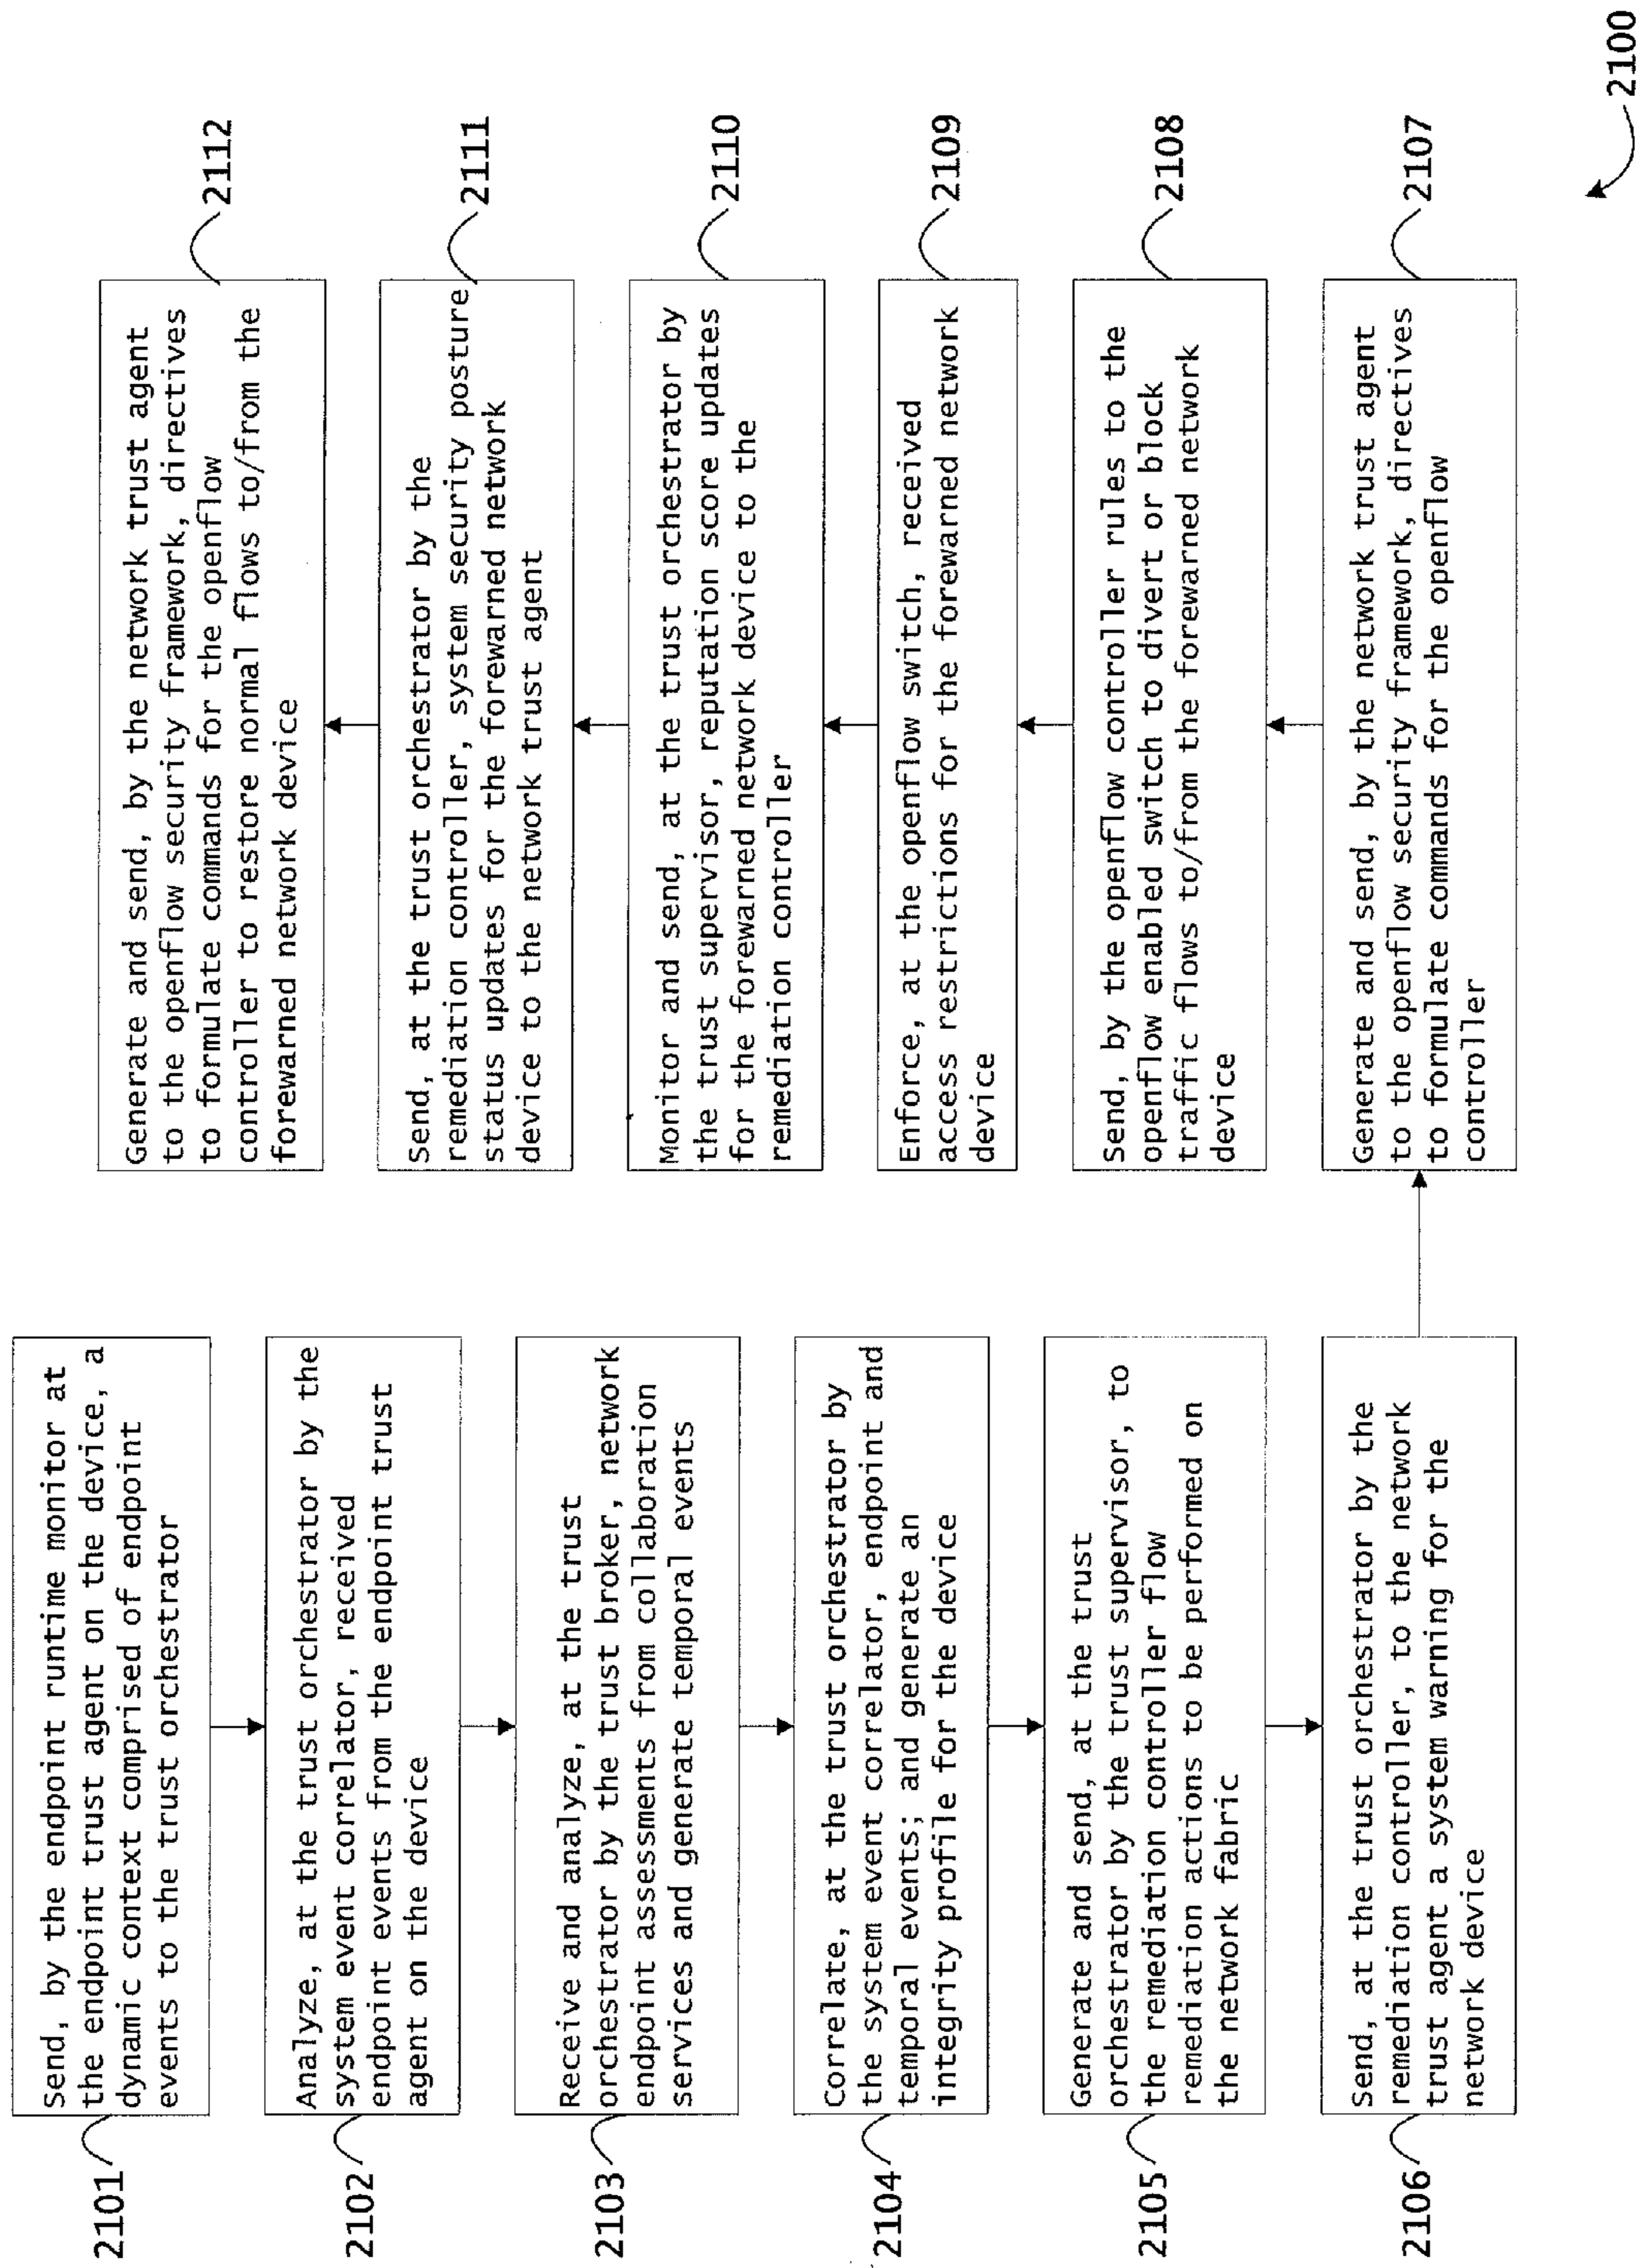 2101
Send, by the endpoint runtime monitor at
the endpoint trust agent on the device, a
dynamic context comprised of endpoint
events to the trust orchestrator
2102
Analyze, at the trust orchestrator by the
system event correlator, received
endpoint events from the endpoint trust
agent on the device
2103
Receive and analyze, at the trust
orchestrator by the trust broker, network
endpoint assessments from collaboration
services and generate temporal events
2104
Correlate, at the trust orchestrator by
the system event correlator, endpoint and
temporal events; and generate an
integrity profile for the device
2105
Generate and send, at the trust
orchestrator by the trust supervisor, to
the remediation controller flow
remediation actions to be performed on
the network fabric
2106
Send, at the trust orchestrator by the
remediation controller, to the network
trust agent a system warning for the
network device
2107
Generate and send, by the network trust agent
to the openflow security framework, directives
to formulate commands for the openflow
controller
2108
Send, by the openflow controller rules to the
openflow enabled switch to divert or block
traffic flows to/from the forewarned network
device
2109
Enforce, at the openflow switch, received
access restrictions for the forewarned network
device
2110
Monitor and send, at the trust orchestrator by
the trust supervisor, reputation score updates
for the forewarned network device to the
remediation controller
2111
Send, at the trust orchestrator by the
remediation controller, system security posture
status updates for the forewarned network
device to the network trust agent
2112
Generate and send, by the network trust agent
to the openflow security framework, directives
to formulate commands for the openflow
controller to restore normal flows to/from the
forewarned network device
2100